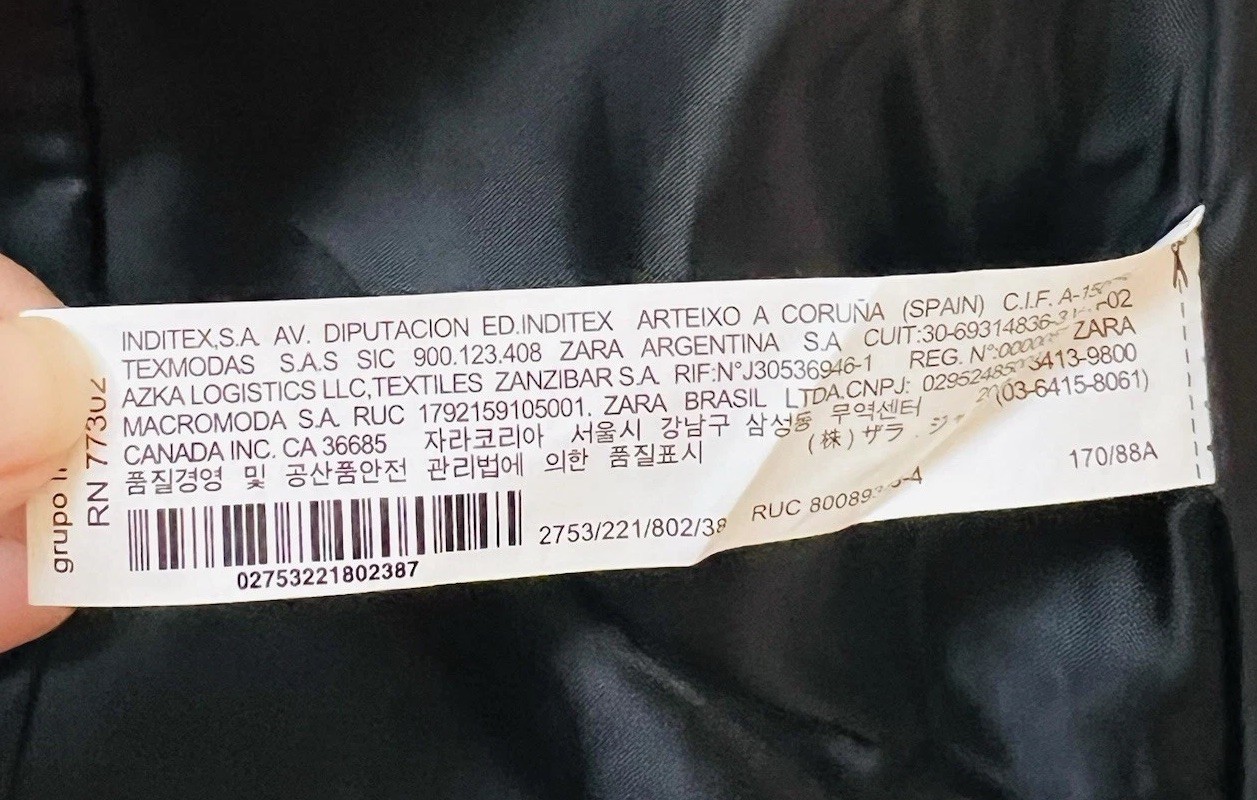 INDITEX,S.A. AV. DIPUTACION ED.INDITEX ARTEIXO A CORUÑA (SPAIN) C.I.F.
TEXMODAS S.A.S SIC 900.123.408 ZARA ARGENTINA S.A CUIT:30-69314836-3
AZKA LOGISTICS LLC,TEXTILES ZANZIBAR S.A. RIF:N°J30536946-1 REG. N°: ZARA
MACROMODA S.A. RUC 1792159105001. ZARA BRASIL LTDA.CNPJ:
CANADA INC. CA 36685 자라코리아 서울시 강남구 삼성동 무역센터 (03-6415-8061)
품질경영 및 공산품안전 관리법에 의한 품질표시 (株) ザラ
170/88A
2753/221/802/38
RUC
02753221802387
grupo
RN 77302